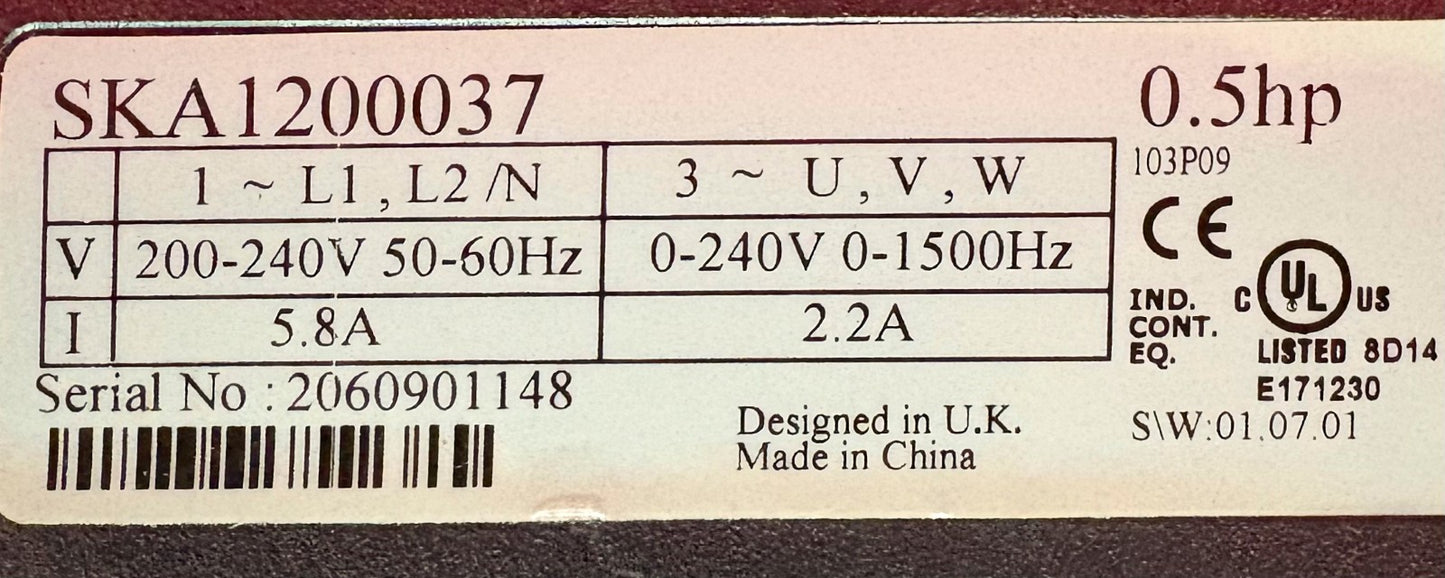 SKA1200037
0.5hp
103P09
1 ~ L1 , L2 /N 3 ~ U , V , W
V 200-240V 50-60Hz 0-240V 0-1500Hz
I 5.8A 2.2A
CE
IND.
CONT.
EQ.
C UL US
LISTED 8D14
E171230
S\W:01.07.01
Serial No : 2060901148
Designed in U.K.
Made in China